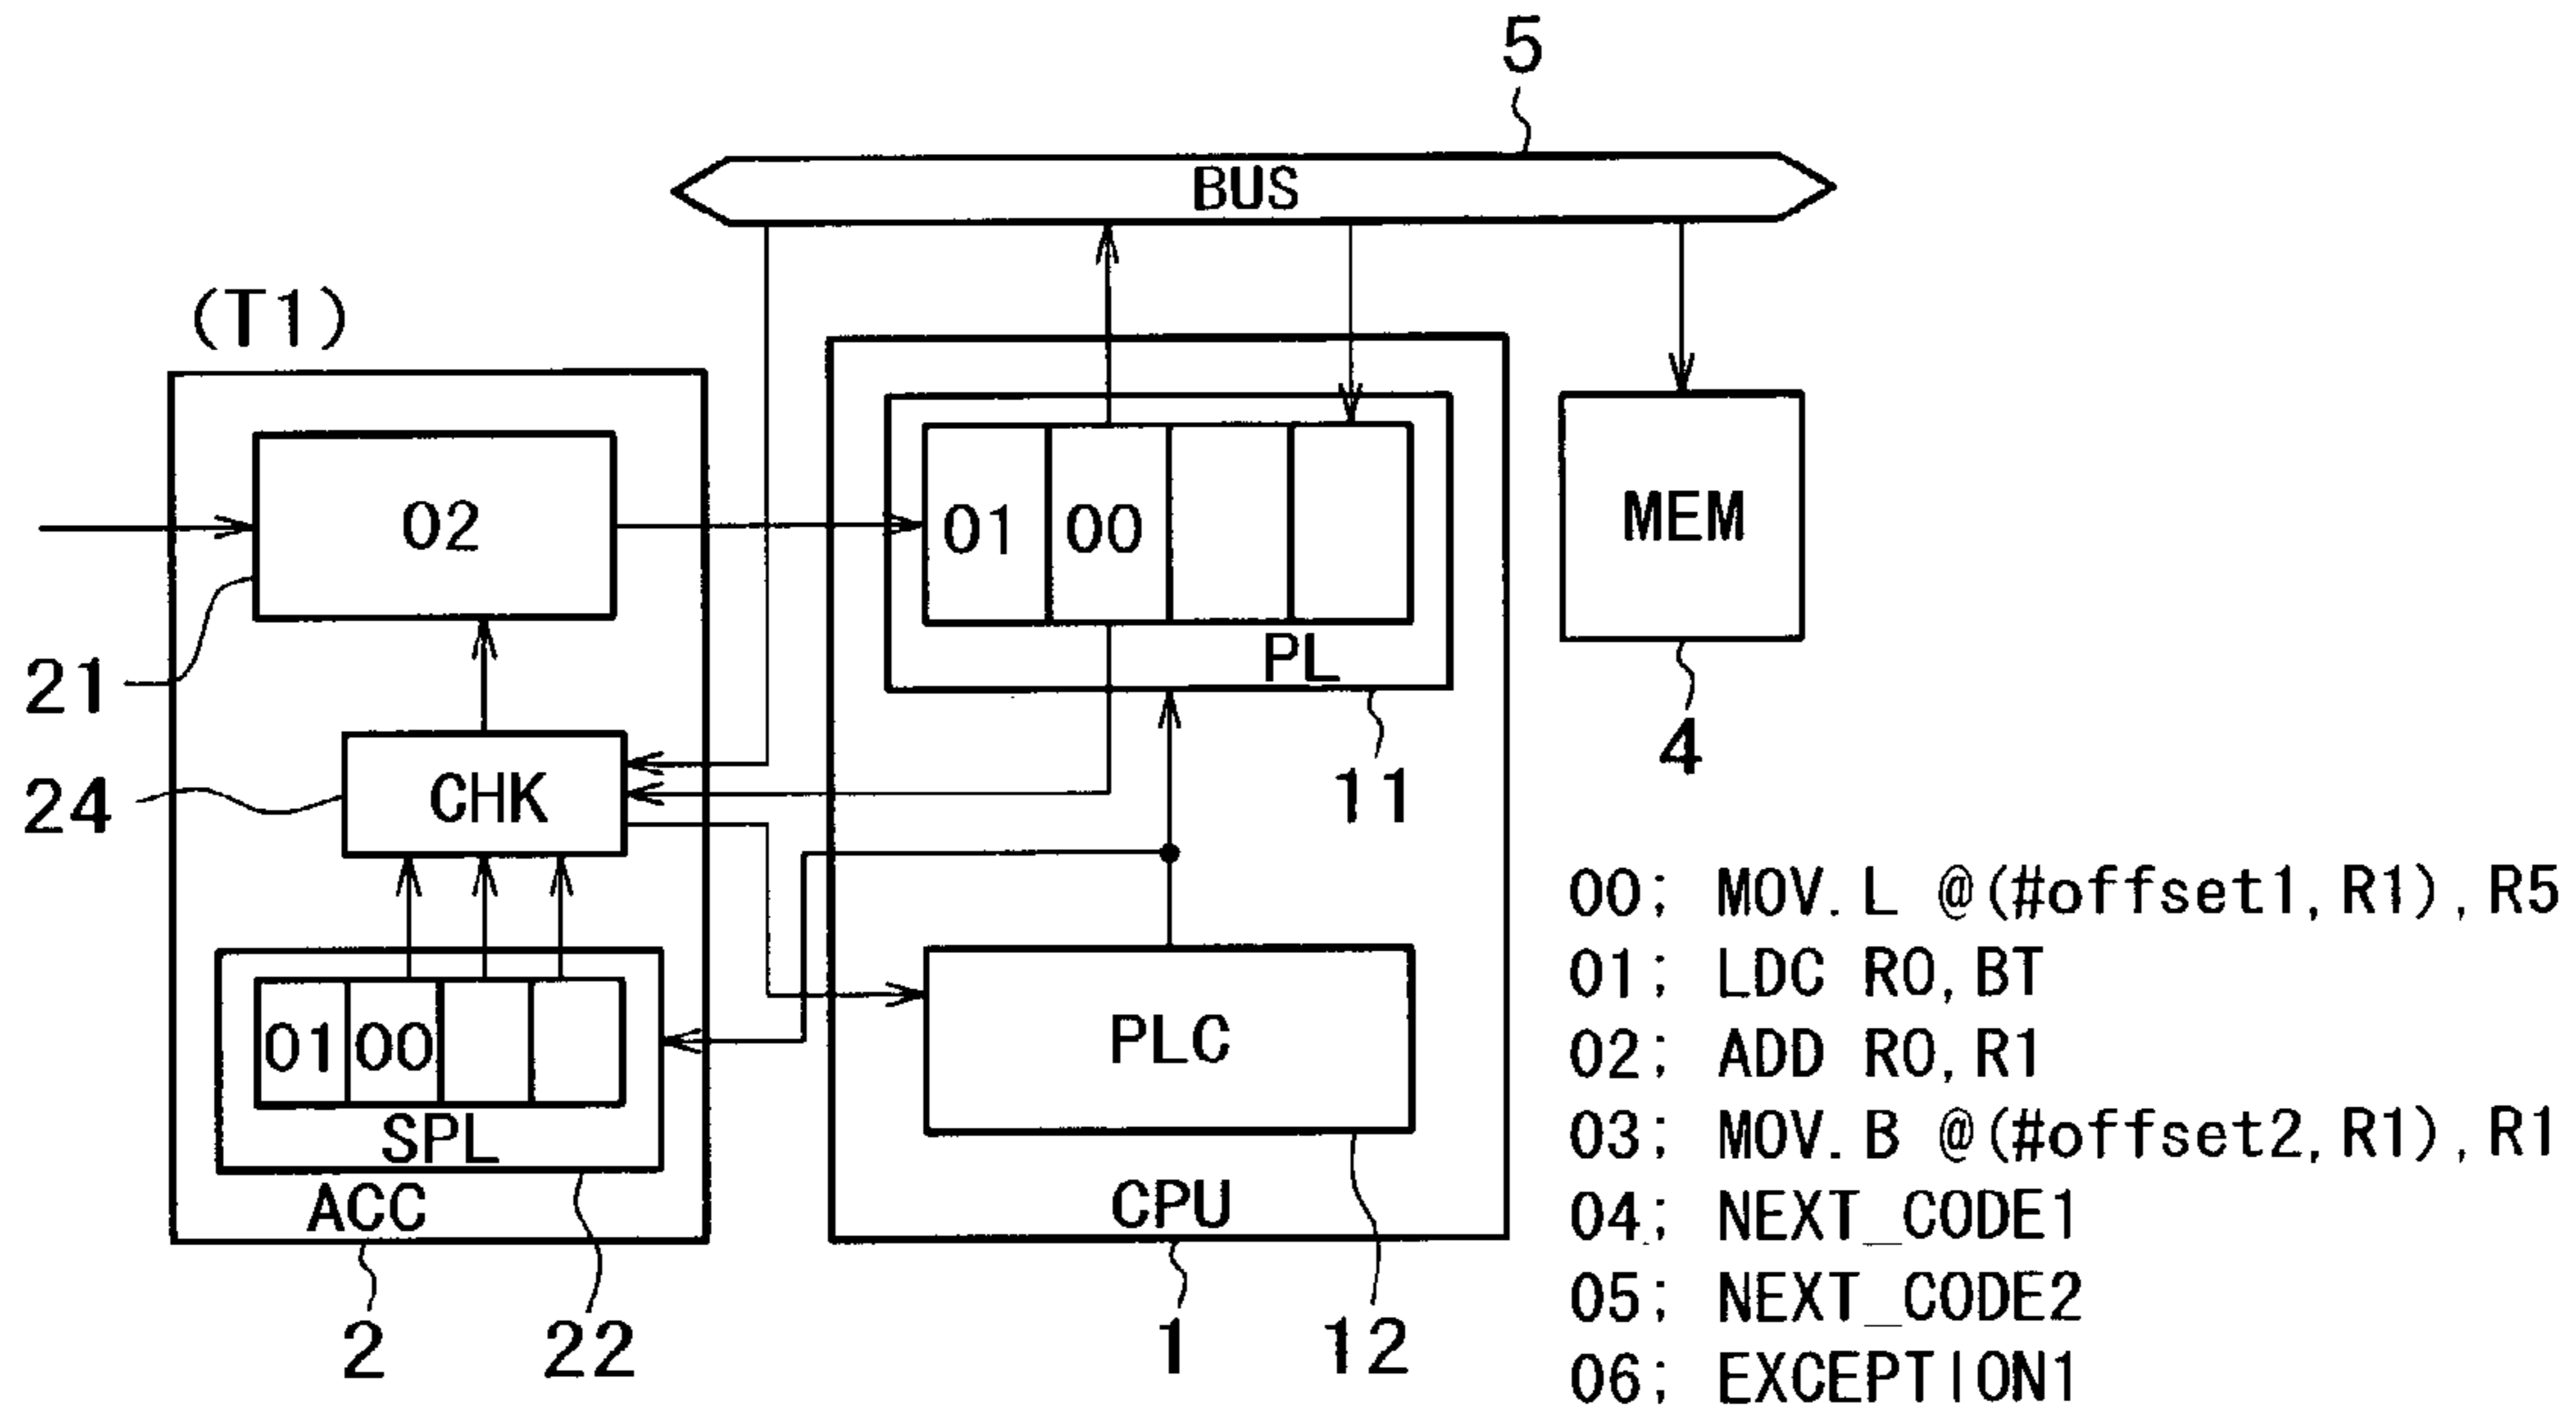 5
BUS
(T1)
02
01 00
PL
MEM
21
4
11
24
CHK
01 00
SPL
PLC
ACC
CPU
2
22
1
12
00; MOV.L @(#offset1,R1),R5
01; LDC R0,BT
02; ADD R0,R1
03; MOV.B @(#offset2,R1),R1
04; NEXT_CODE1
05; NEXT_CODE2
06; EXCEPTION1